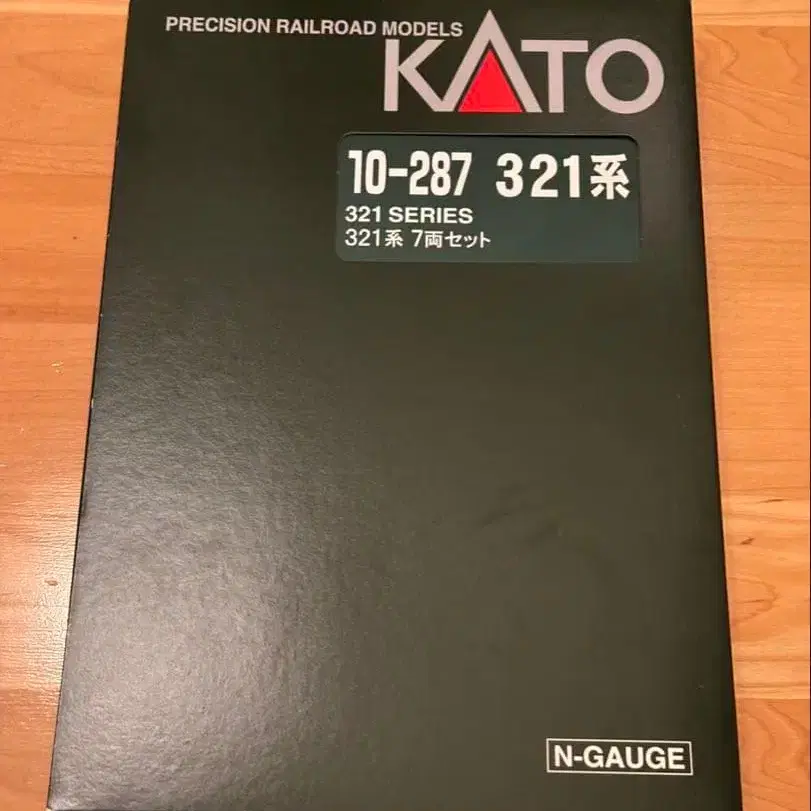 PRECISION RAILROAD MODELS
KATO
10-287 321系
321 SERIES
321系 7両セット
N-GAUGE